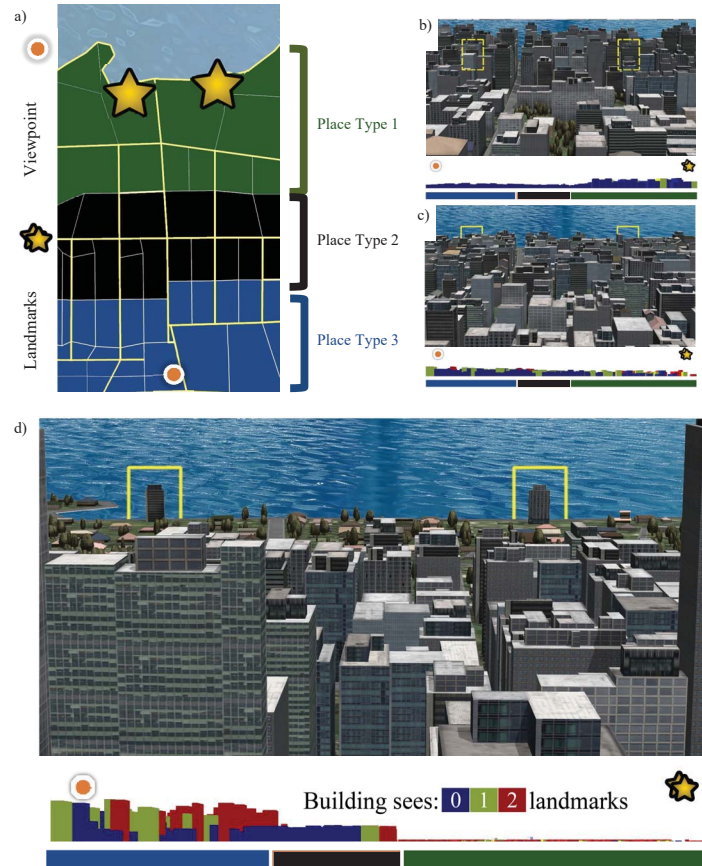 a)
Viewpoint
Landmarks
Place Type 1
Place Type 2
Place Type 3
b)
c)
d)
Building sees: 0 1 2 landmarks